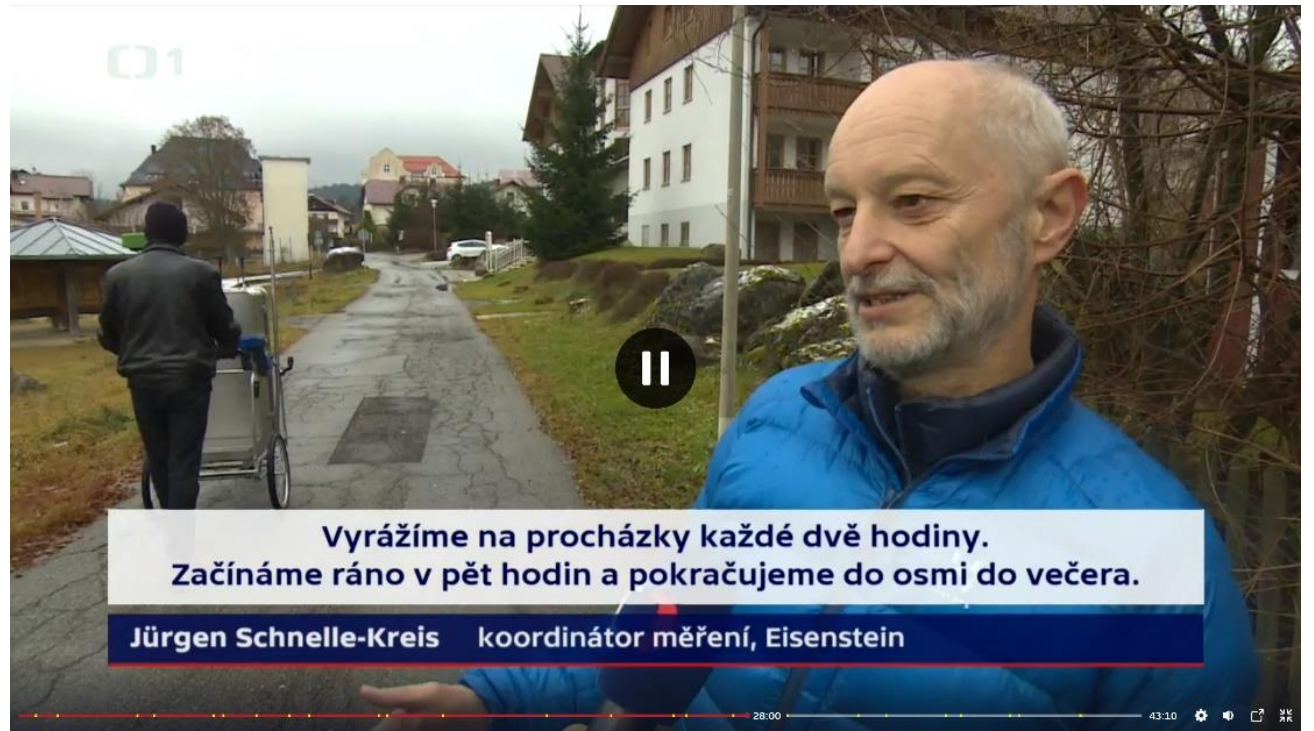 1
Vyrážíme na procházky každé dvě hodiny.
Začínáme ráno v pět hodin a pokračujeme do osmi do večera.
Jürgen Schnelle-Kreis koordinátor měření, Eisenstein
28:00 43:10